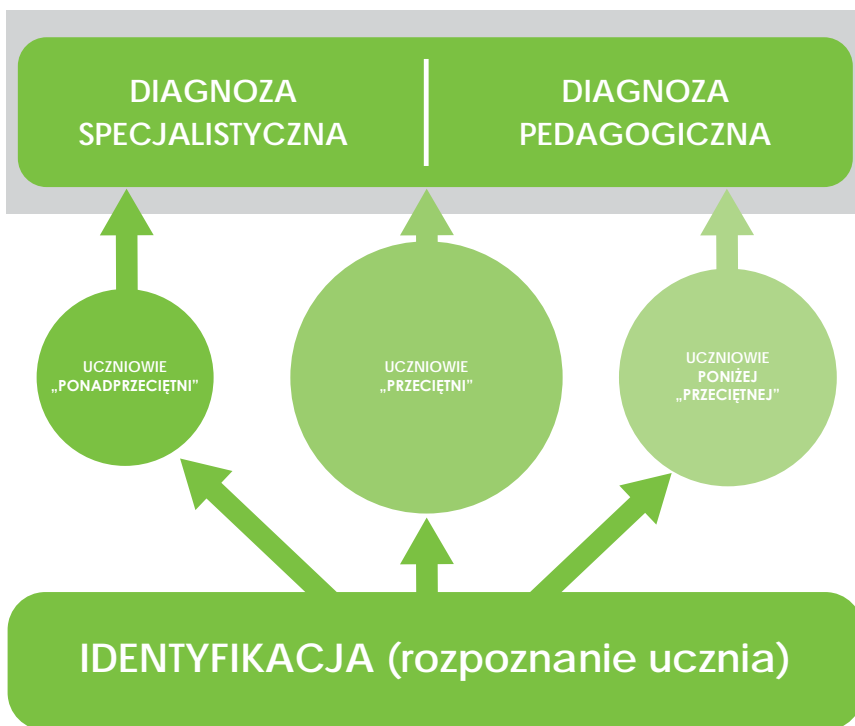 DIAGNOZA
SPECJALISTYCZNA
DIAGNOZA
PEDAGOGICZNA
UCZNIOWIE
„PONADPRZECIĘTNI”
UCZNIOWIE
„PRZECIĘTNI”
UCZNIOWIE
PONIŻEJ
„PRZECIĘTNEJ”
IDENTYFIKACJA (rozpoznanie ucznia)